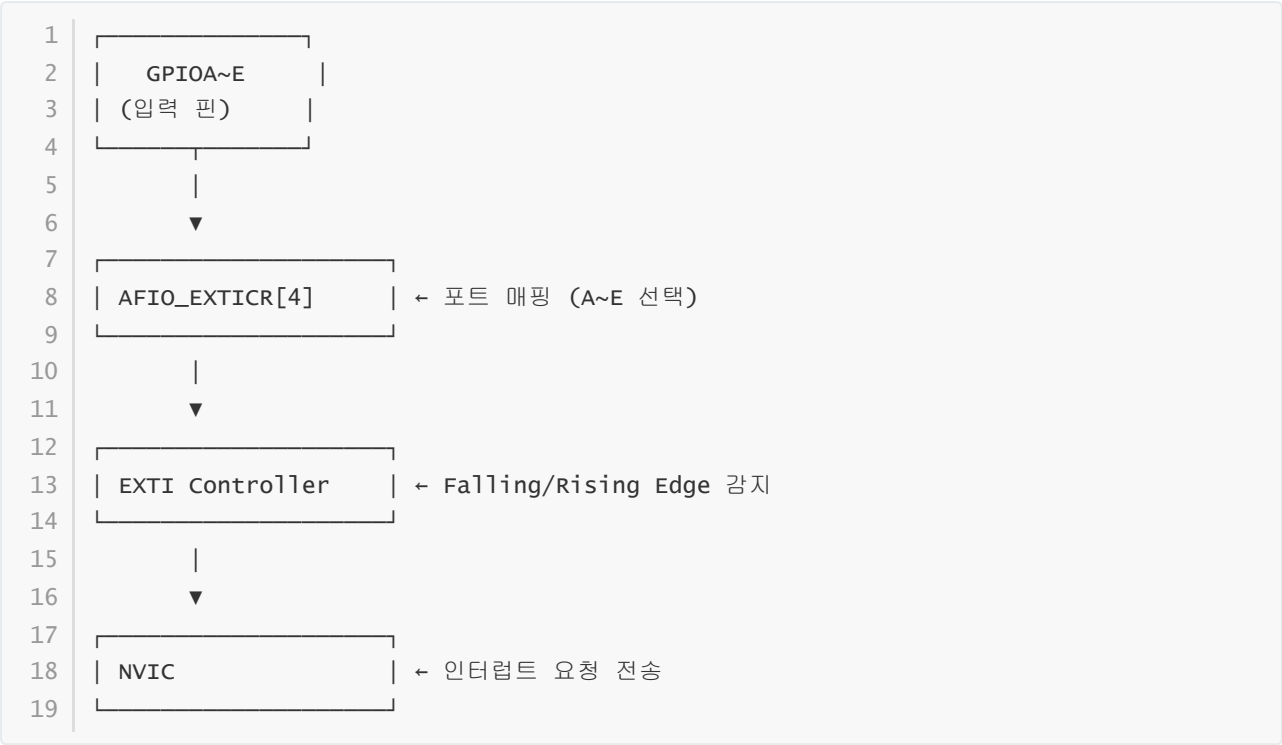 1 ┌───────────────┐
2 │   GPIOA~E     │
3 │ (입력 핀)     │
4 └──────┬────────┘
5        │
6        ▼
7 ┌─────────────────────┐
8 │ AFIO_EXTICR[4]      │ ← 포트 매핑 (A~E 선택)
9 └─────────────────────┘
10        │
11        ▼
12 ┌─────────────────────┐
13 │ EXTI Controller     │ ← Falling/Rising Edge 감지
14 └─────────────────────┘
15        │
16        ▼
17 ┌─────────────────────┐
18 │ NVIC                │ ← 인터럽트 요청 전송
19 └─────────────────────┘